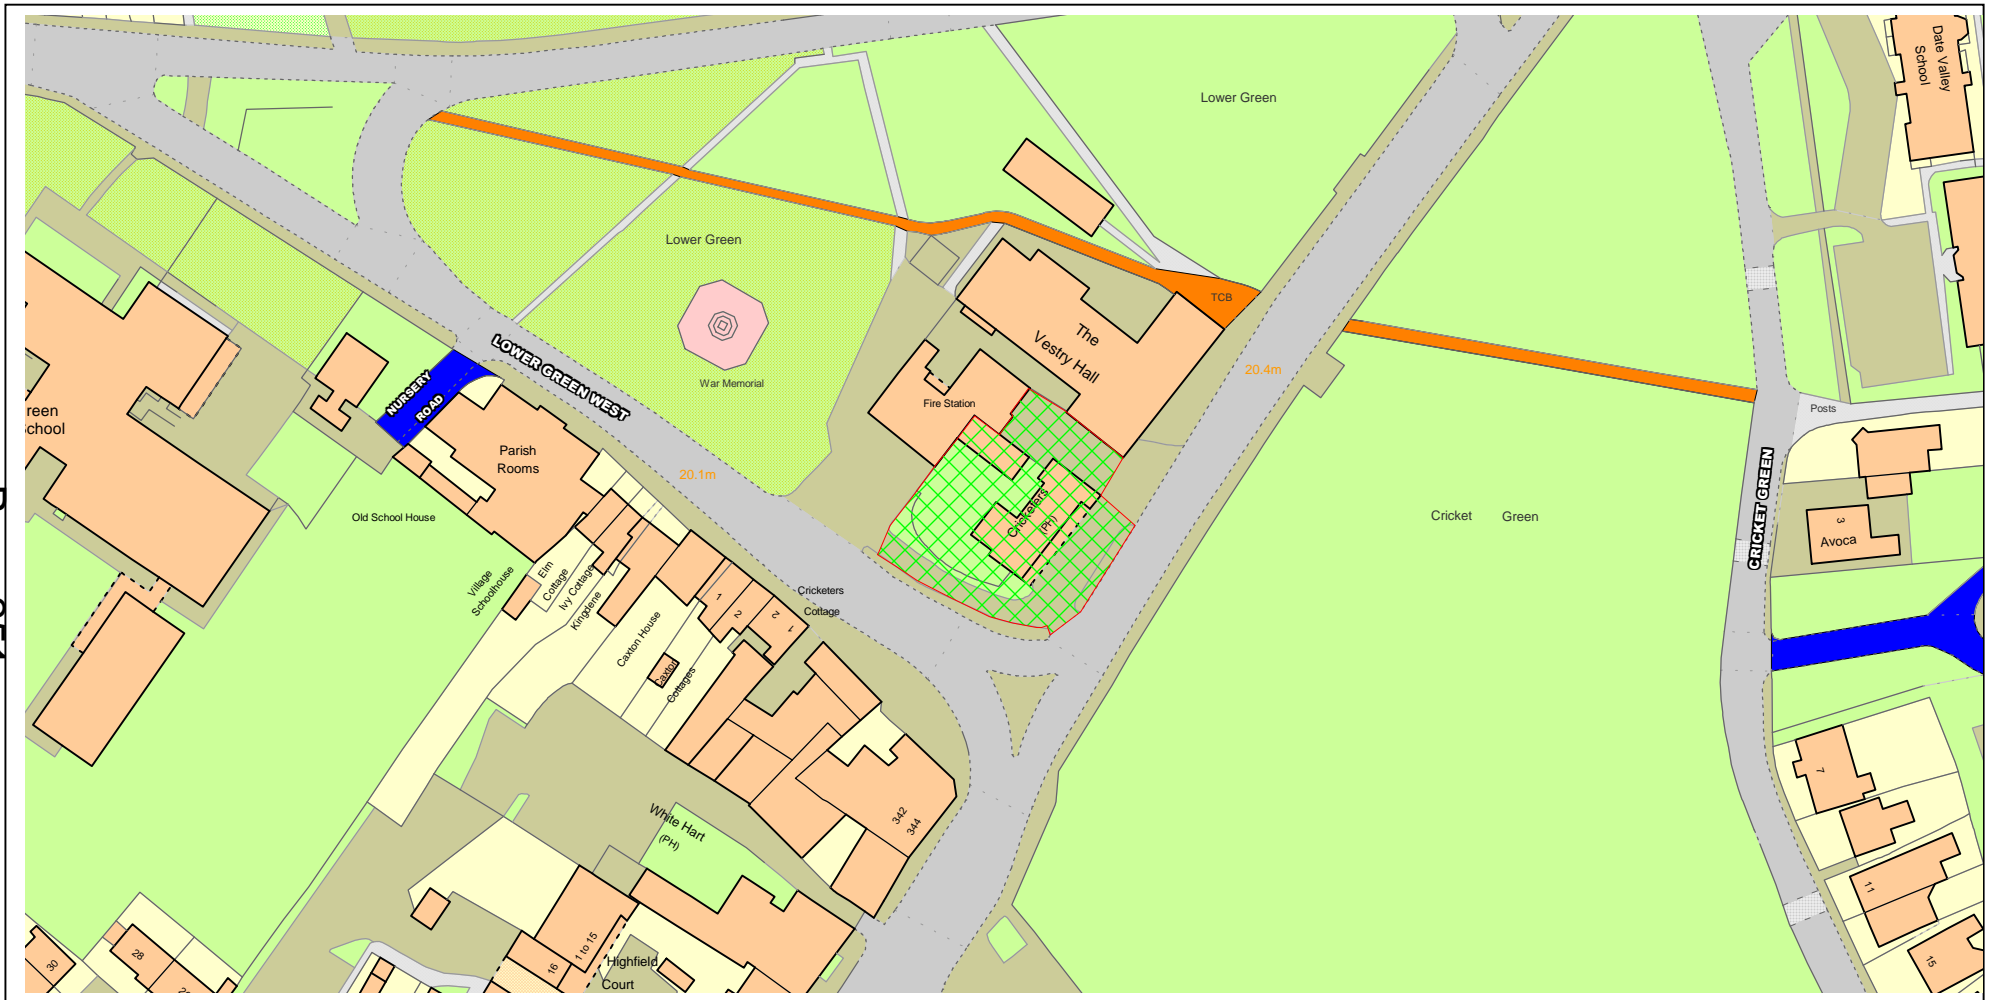 Date Valley
School
Lower Green
Lower Green
TCB
The
Vestry Hall
War Memorial
LOWER GREEN WEST
NURSERY
ROAD
20.4m
Fire Station
Posts
reen
School
Parish
Rooms
20.1m
CRICKET GREEN
Cricketers
(PH)
Cricket Green
3
Avoca
Old School House
Village
Schoolhouse
Elm
Cottage
Ivy Cottage
Kingdene
Caxton House
Caxton
Cottages
1
2
2
1
Cricketers
Cottage
7
342
344
White Hart
(PH)
11
15
1 to 15
16
Highfield
Court
28
30